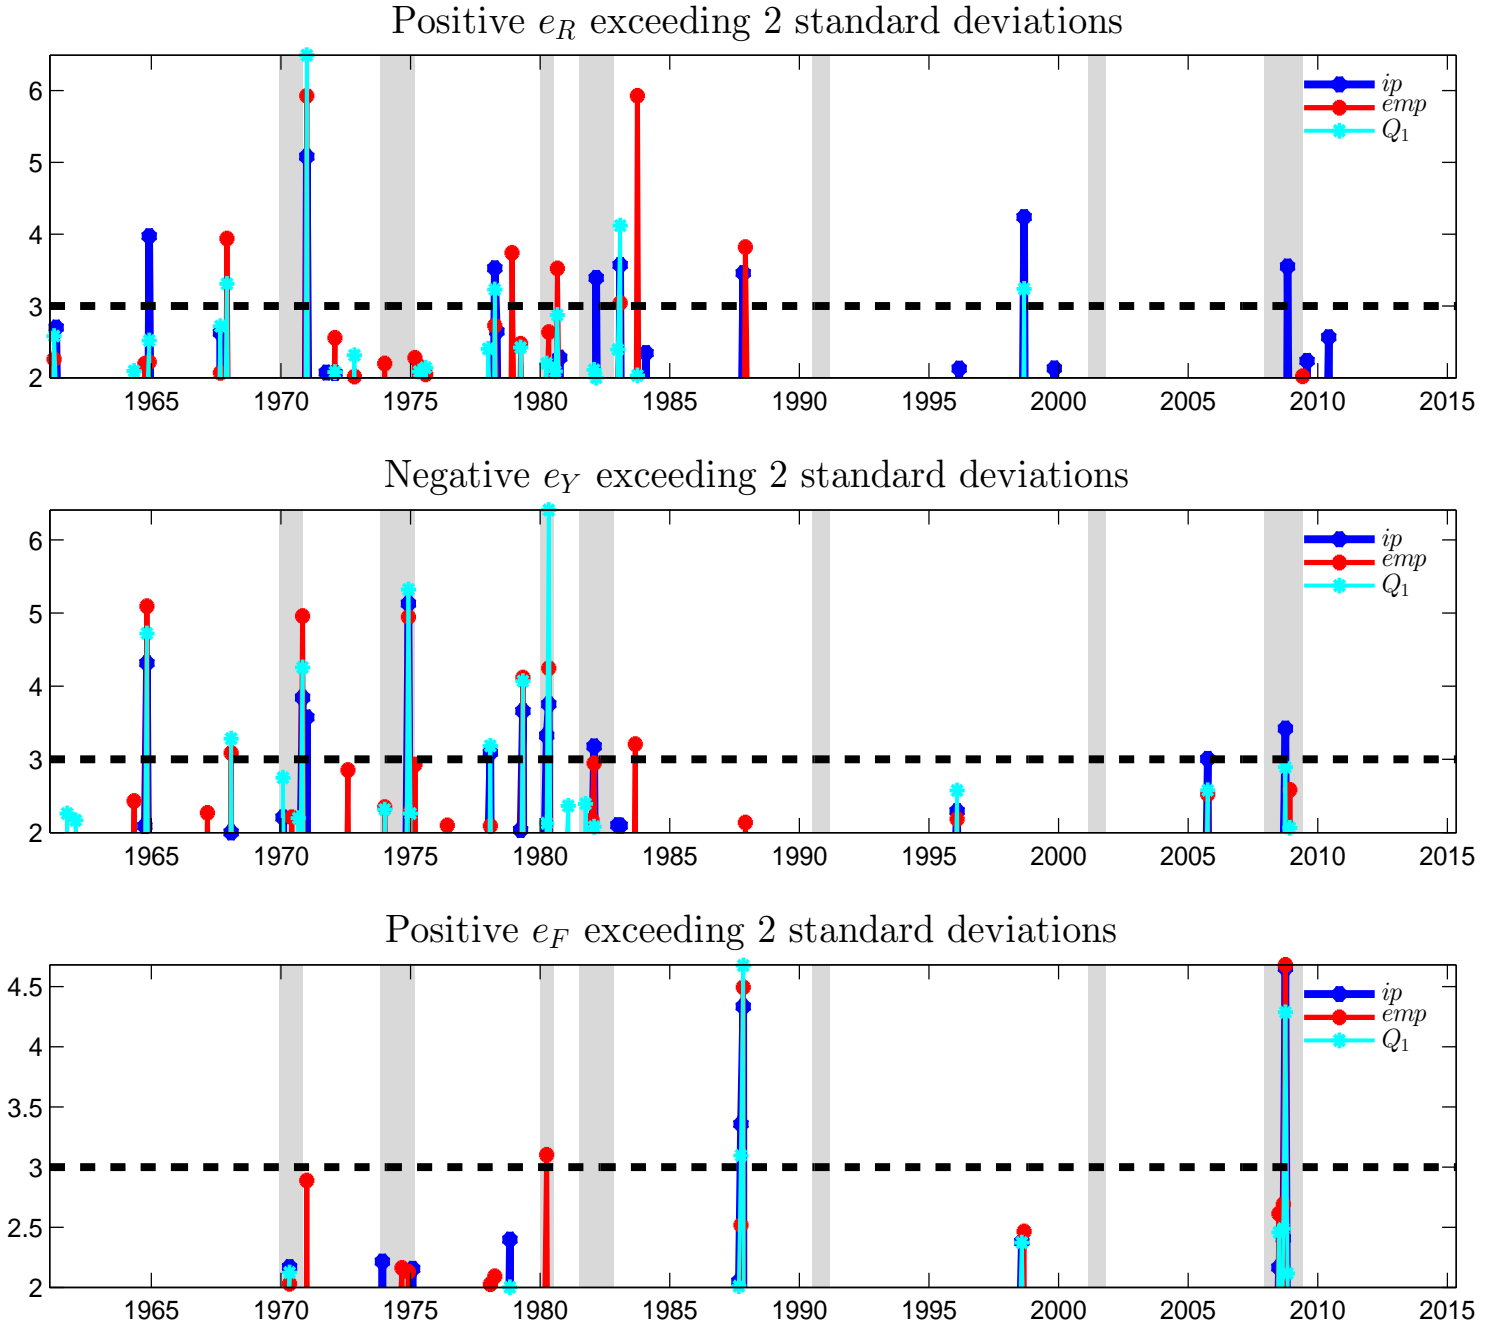 Positive e_R exceeding 2 standard deviations
6
5
4
3
2
ip
emp
Q_1
1965 1970 1975 1980 1985 1990 1995 2000 2005 2010 2015
Negative e_Y exceeding 2 standard deviations
6
5
4
3
2
ip
emp
Q_1
1965 1970 1975 1980 1985 1990 1995 2000 2005 2010 2015
Positive e_F exceeding 2 standard deviations
4.5
4
3.5
3
2.5
2
ip
emp
Q_1
1965 1970 1975 1980 1985 1990 1995 2000 2005 2010 2015